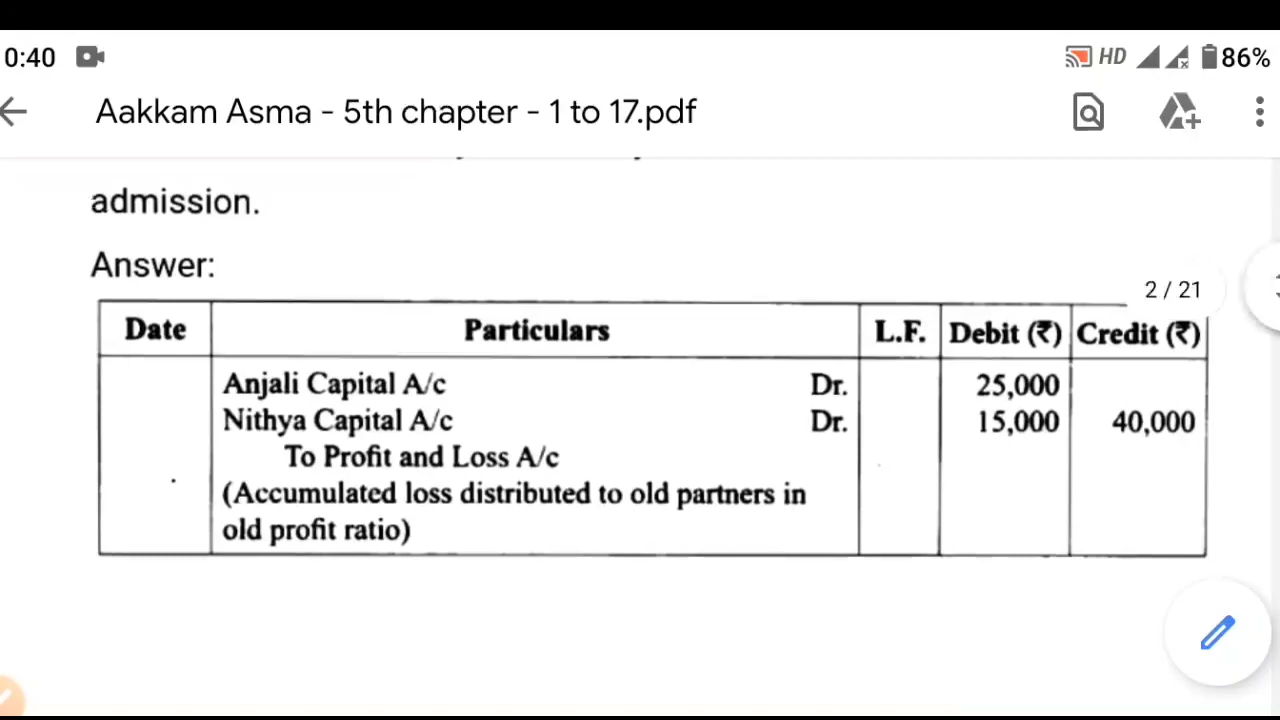 0:40 HD 86%
Aakkam Asma - 5th chapter - 1 to 17.pdf
admission.
Answer:
2 / 21
Date Particulars L.F. Debit (₹) Credit (₹)
Anjali Capital A/c Dr. 25,000
Nithya Capital A/c Dr. 15,000 40,000
To Profit and Loss A/c
(Accumulated loss distributed to old partners in
old profit ratio)